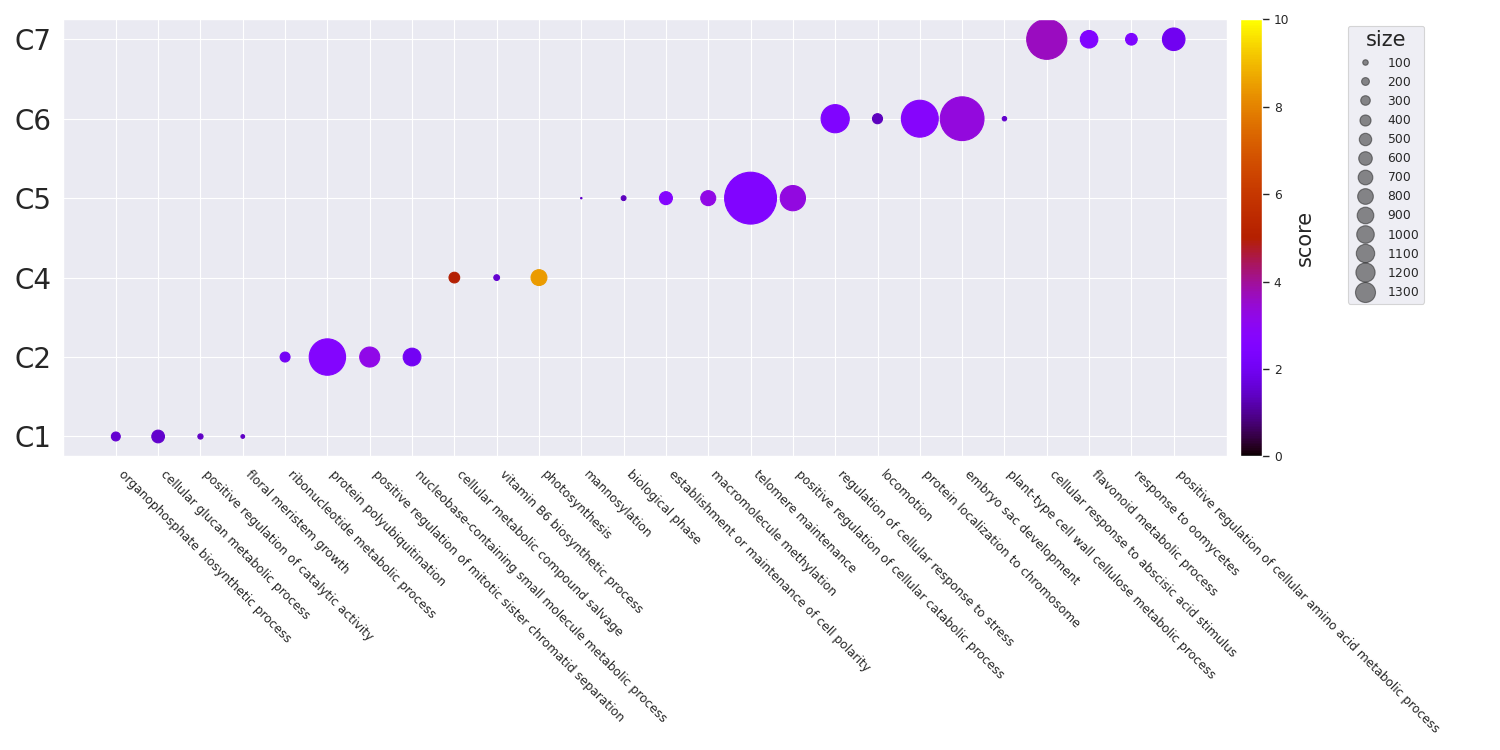 C7
C6
C5
C4
C2
C1
organophosphate biosynthetic process
cellular glucan metabolic process
positive regulation of catalytic activity
floral meristem growth
ribonucleotide metabolic process
protein polyubiquitination
positive regulation of mitotic sister chromatid separation
nucleobase-containing small molecule metabolic process
cellular metabolic compound salvage
vitamin B6 biosynthetic process
photosynthesis
mannosylation
biological phase
establishment or maintenance of cell polarity
macromolecule methylation
telomere maintenance
positive regulation of cellular catabolic process
regulation of cellular response to stress
locomotion
protein localization to chromosome
embryo sac development
plant-type cell wall cellulose metabolic process
cellular response to abscisic acid stimulus
flavonoid metabolic process
response to oomycetes
positive regulation of cellular amino acid metabolic process
10
8
6
4
2
0
score
size
100
200
300
400
500
600
700
800
900
1000
1100
1200
1300